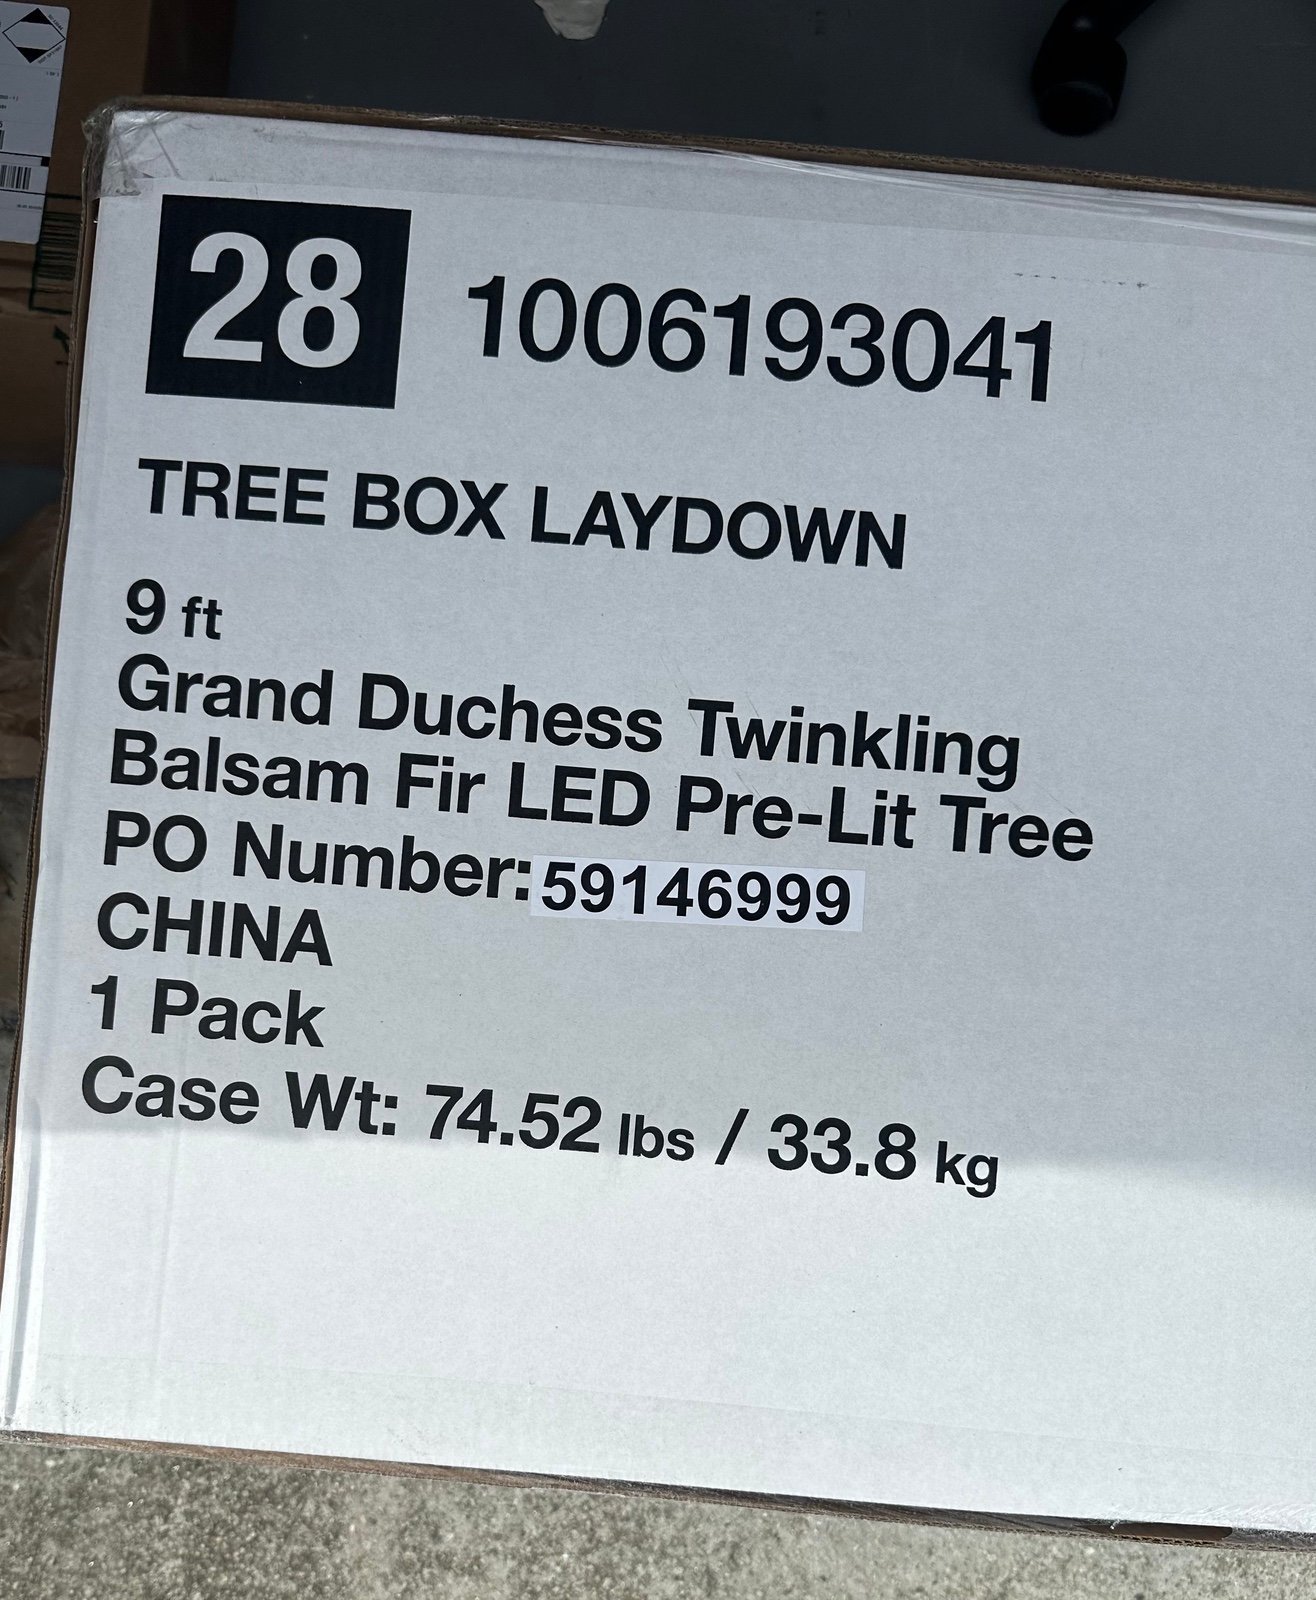 28 1006193041
TREE BOX LAYDOWN
9 ft
Grand Duchess Twinkling
Balsam Fir LED Pre-Lit Tree
PO Number: 59146999
CHINA
1 Pack
Case Wt: 74.52 lbs / 33.8 kg